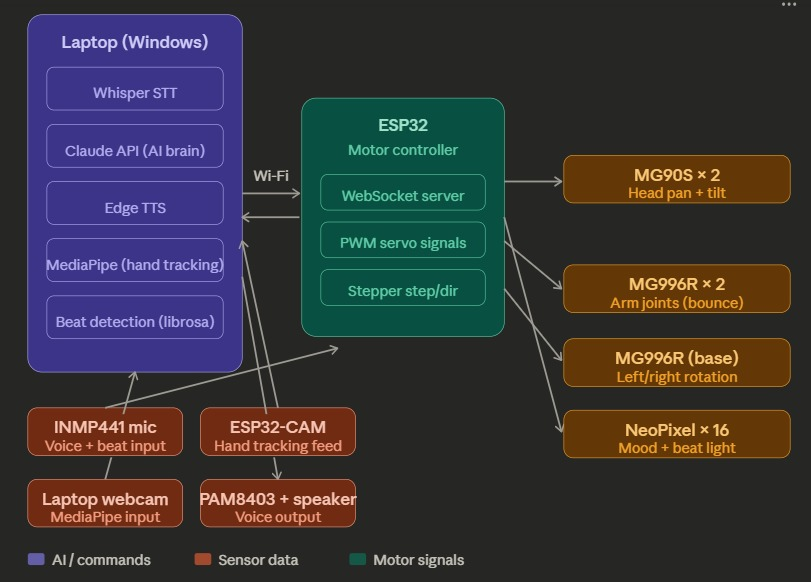 Laptop (Windows)
Whisper STT
Claude API (AI brain)
Edge TTS
MediaPipe (hand tracking)
Beat detection (librosa)
Wi-Fi
ESP32
Motor controller
WebSocket server
PWM servo signals
Stepper step/dir
MG90S × 2
Head pan + tilt
MG996R × 2
Arm joints (bounce)
MG996R (base)
Left/right rotation
NeoPixel × 16
Mood + beat light
INMP441 mic
Voice + beat input
ESP32-CAM
Hand tracking feed
Laptop webcam
MediaPipe input
PAM8403 + speaker
Voice output
AI / commands
Sensor data
Motor signals